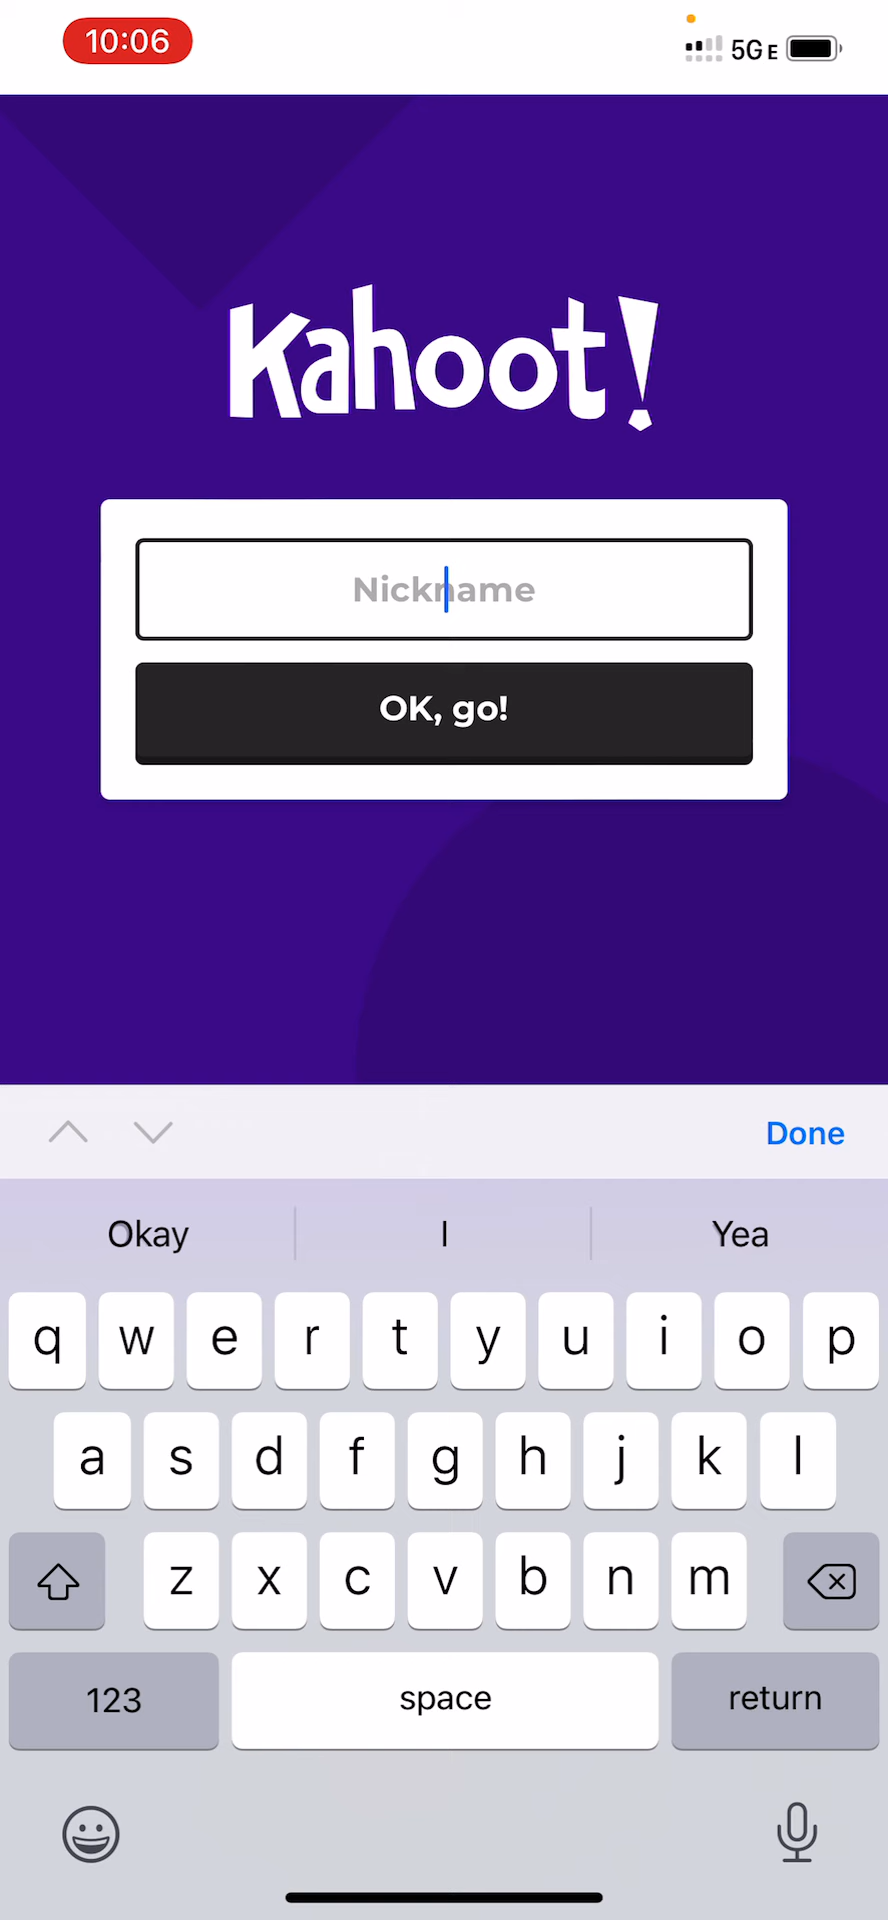 10:06
5G E
Kahoot!
Nickname
OK, go!
Done
Okay I Yea
q w e r t y u i o p
a s d f g h j k l
z x c v b n m
123 space return